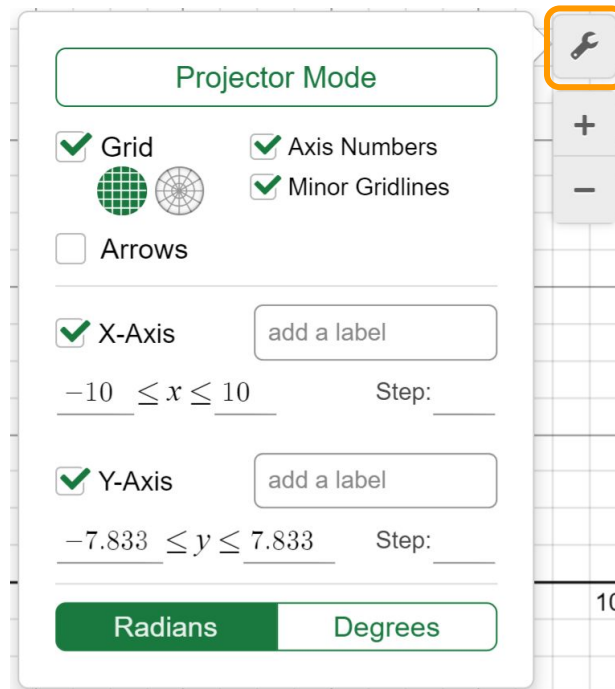 Projector Mode
Grid
Axis Numbers
Minor Gridlines
Arrows
X-Axis add a label
−10 ≤ x ≤ 10 Step:
Y-Axis add a label
−7.833 ≤ y ≤ 7.833 Step:
Radians Degrees
+
−